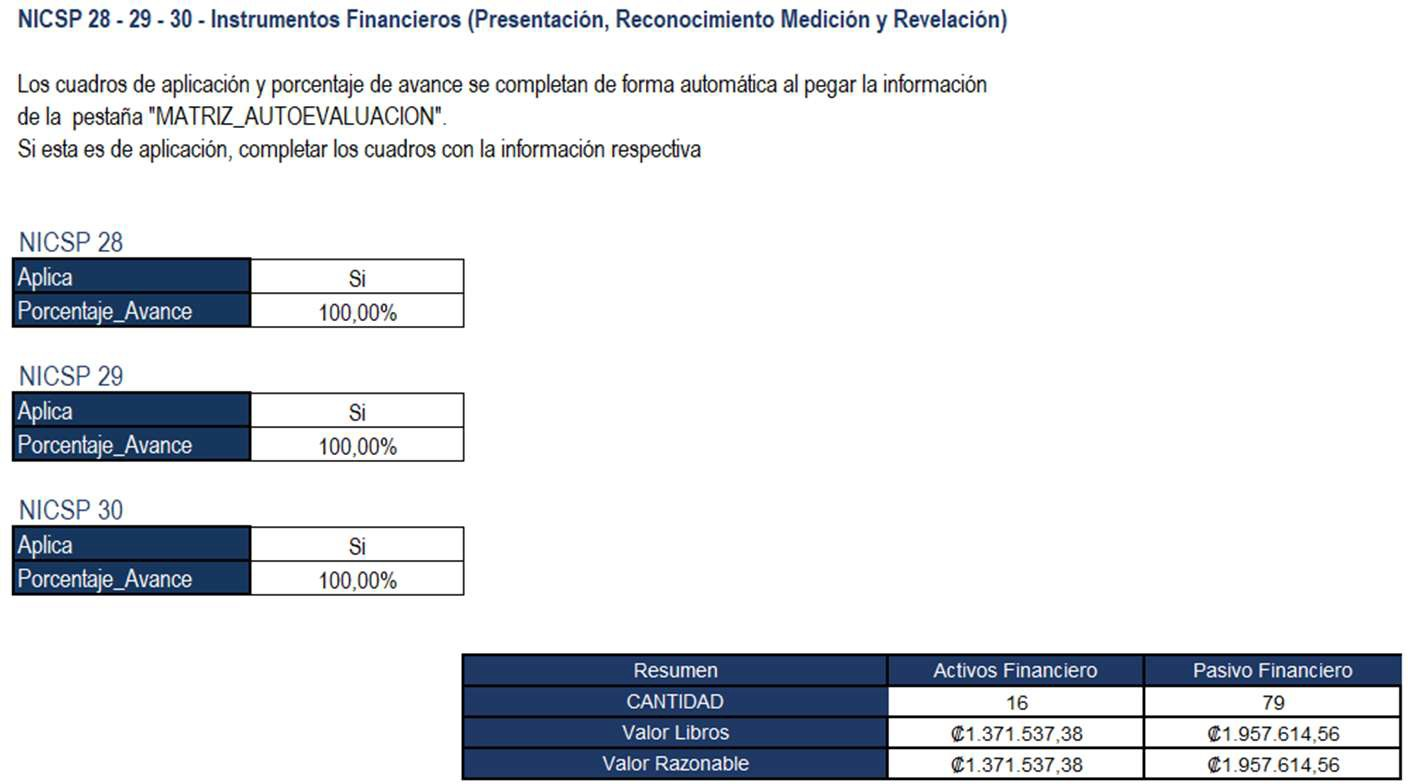 NICSP 28 - 29 - 30 - Instrumentos Financieros (Presentación, Reconocimiento Medición y Revelación)
Los cuadros de aplicación y porcentaje de avance se completan de forma automática al pegar la información
de la pestaña "MATRIZ_AUTOEVALUACION".
Si esta es de aplicación, completar los cuadros con la información respectiva
NICSP 28
Aplica Si
Porcentaje_Avance 100,00%
NICSP 29
Aplica Si
Porcentaje_Avance 100,00%
NICSP 30
Aplica Si
Porcentaje_Avance 100,00%
Resumen Activos Financiero Pasivo Financiero
CANTIDAD 16 79
Valor Libros ₡1.371.537,38 ₡1.957.614,56
Valor Razonable ₡1.371.537,38 ₡1.957.614,56